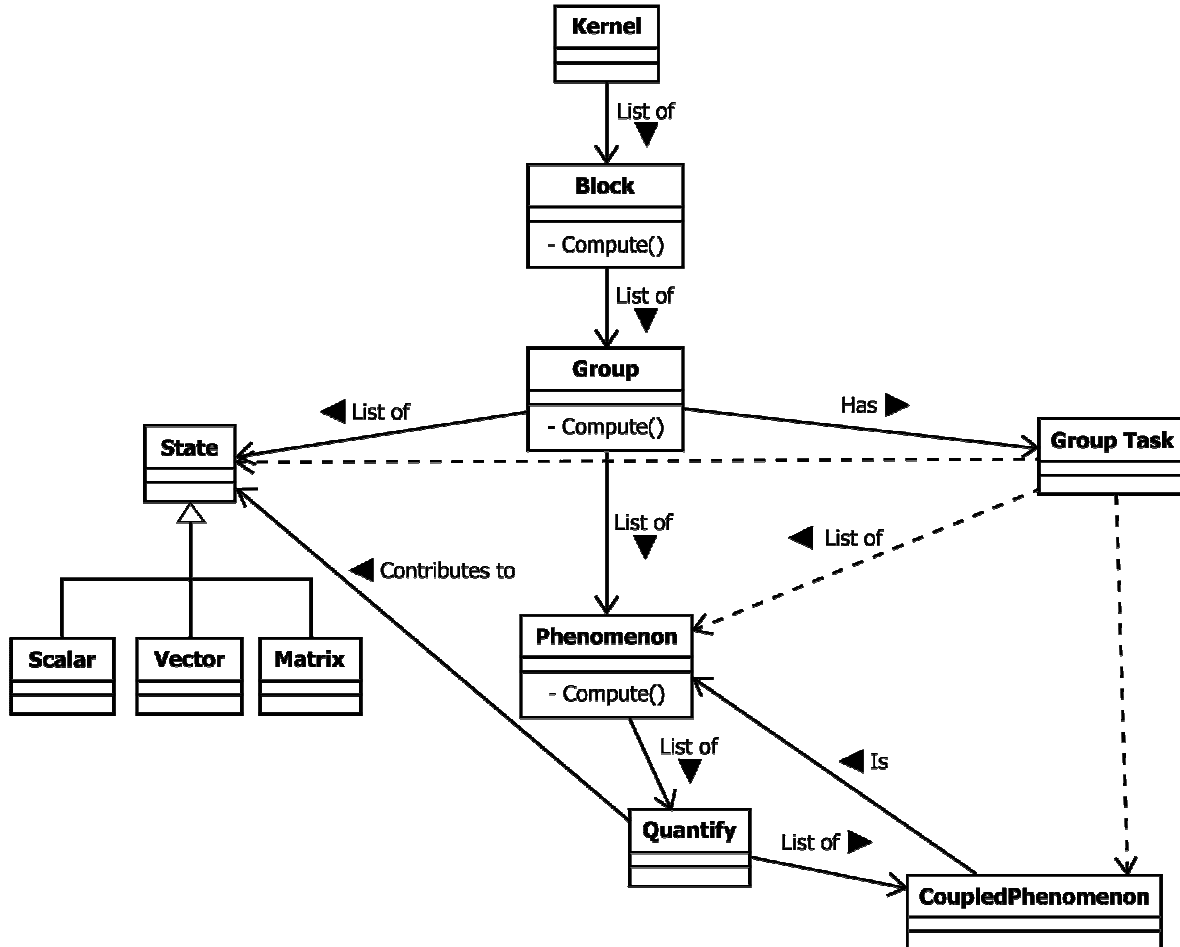 Kernel
List of
Block
- Compute()
List of
Group
- Compute()
List of
Has
State
Group Task
List of
List of
Contributes to
Scalar
Vector
Matrix
Phenomenon
- Compute()
List of
Is
Quantify
List of
CoupledPhenomenon